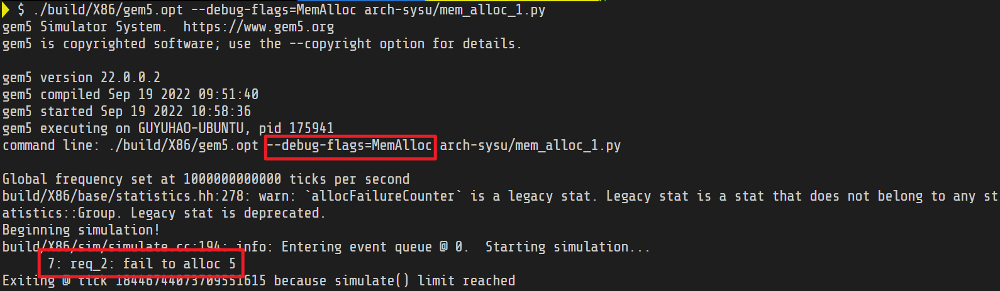 $ ./build/X86/gem5.opt --debug-flags=MemAlloc arch-sysu/mem_alloc_1.py
gem5 Simulator System.  https://www.gem5.org
gem5 is copyrighted software; use the --copyright option for details.
gem5 version 22.0.0.2
gem5 compiled Sep 19 2022 09:51:40
gem5 started Sep 19 2022 10:58:36
gem5 executing on GUYUHAO-UBUNTU, pid 175941
command line: ./build/X86/gem5.opt --debug-flags=MemAlloc arch-sysu/mem_alloc_1.py
Global frequency set at 1000000000000 ticks per second
build/X86/base/statistics.hh:278: warn: `allocFailureCounter` is a legacy stat. Legacy stat is a stat that does not belong to any st
atistics::Group. Legacy stat is deprecated.
Beginning simulation!
build/X86/sim/simulate.cc:194: info: Entering event queue @ 0.  Starting simulation...
7: req_2: fail to alloc 5
Exiting @ tick 18446744073709551615 because simulate() limit reached